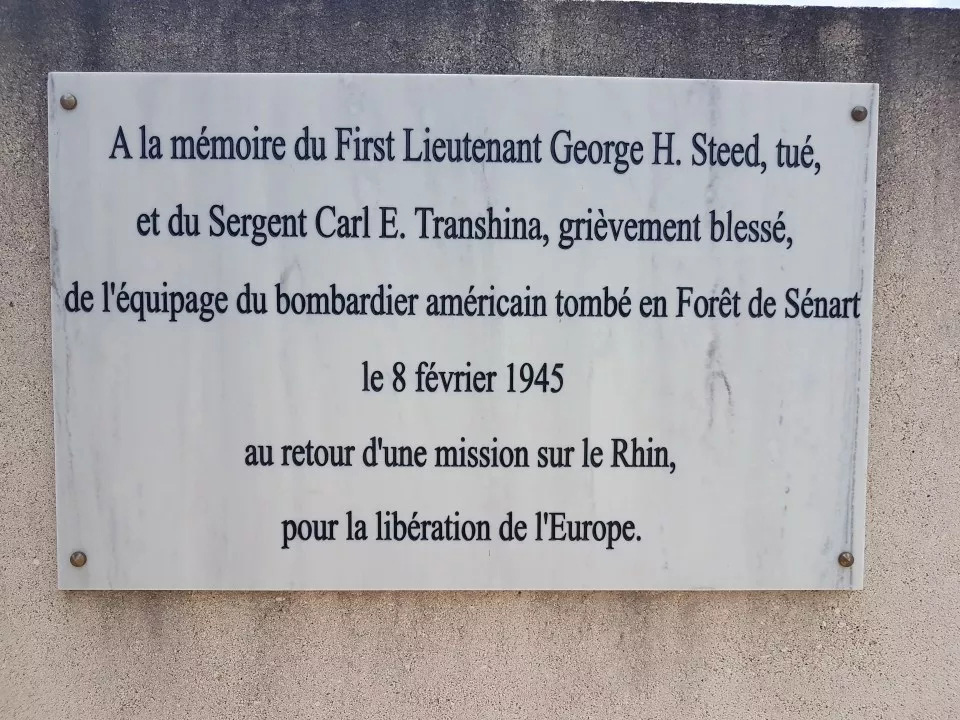 A la mémoire du First Lieutenant George H. Steed, tué,
et du Sergent Carl E. Transhina, grièvement blessé,
de l'équipage du bombardier américain tombé en Forêt de Sénart
le 8 février 1945
au retour d'une mission sur le Rhin,
pour la libération de l'Europe.